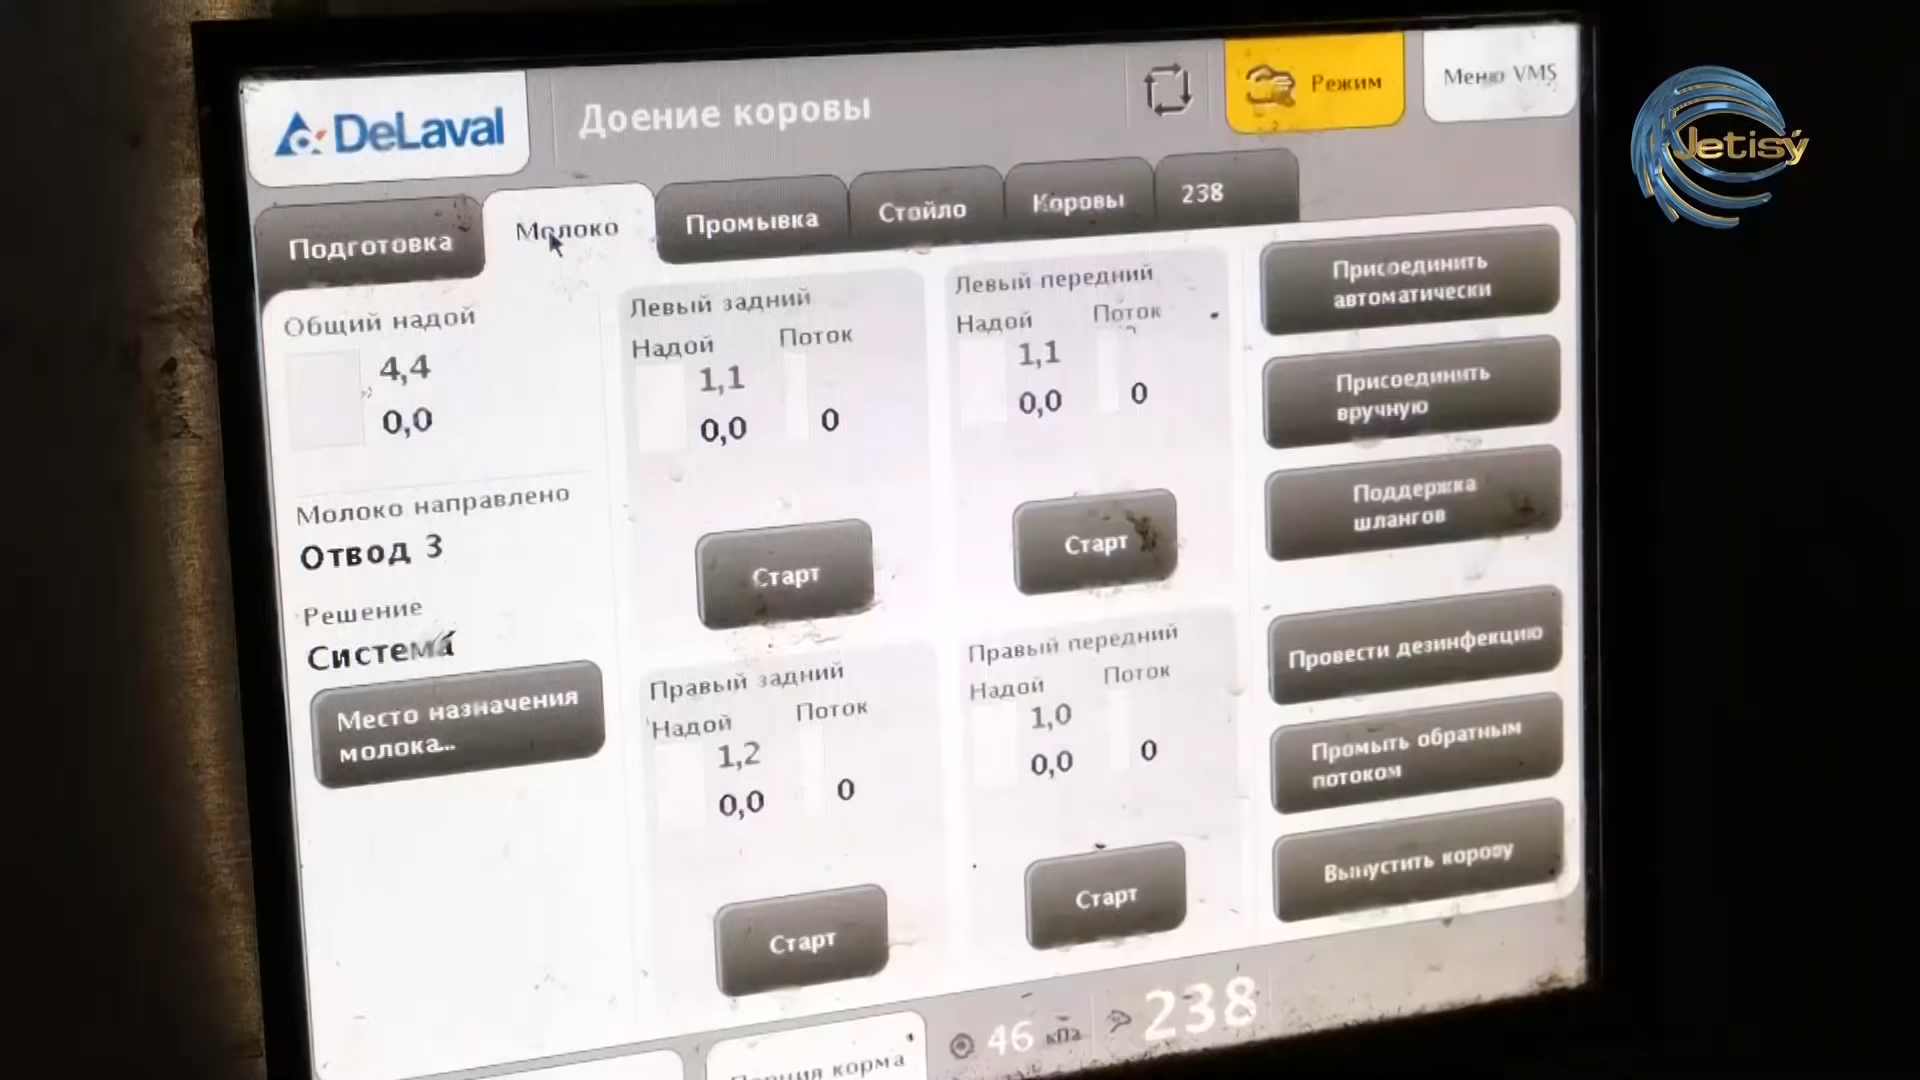 DeLaval
Доение коровы
Режим
Меню VMS
Jetisý
Подготовка
Молоко
Промывка
Стойло
Коровы
238
Общий надой
4,4
0,0
Молоко направлено
Отвод 3
Решение
Система
Место назначения
молока...
Левый задний
Надой
Поток
1,1
0,0
0
Старт
Левый передний
Надой
Поток
1,1
0,0
0
Старт
Правый задний
Надой
Поток
1,2
0,0
0
Старт
Правый передний
Надой
Поток
1,0
0,0
0
Старт
Присоединить
автоматически
Присоединить
вручную
Поддержка
шлангов
Провести дезинфекцию
Промыть обратным
потоком
Выпустить корову
Порция корма
46 кПа
238